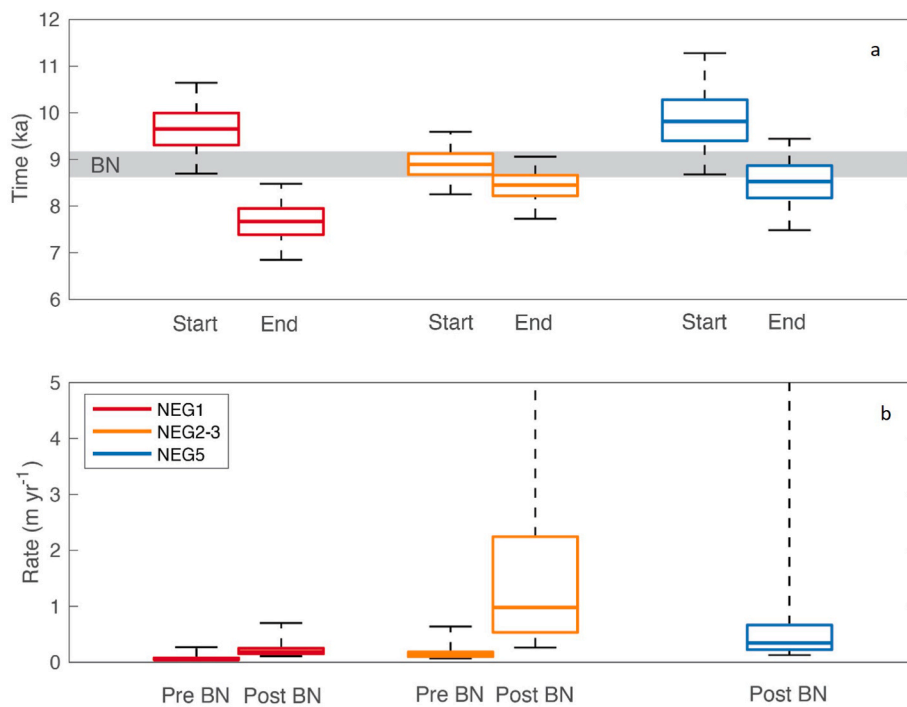 a
12
11
10
9
8
7
6
Time (ka)
BN
Start End Start End Start End
b
5
4
3
2
1
0
Rate (m yr⁻¹)
NEG1
NEG2-3
NEG5
Pre BN Post BN Pre BN Post BN Post BN